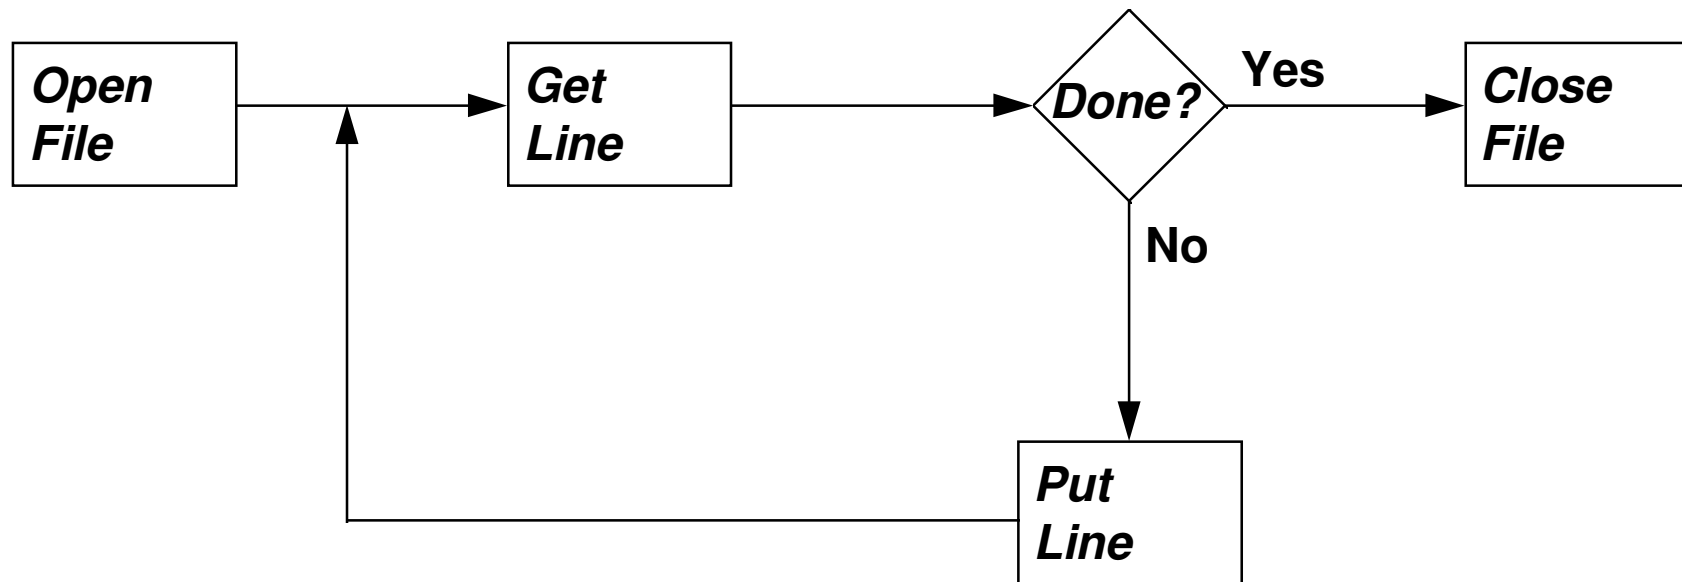 Open
File
Get
Line
Done?
Yes
Close
File
No
Put
Line